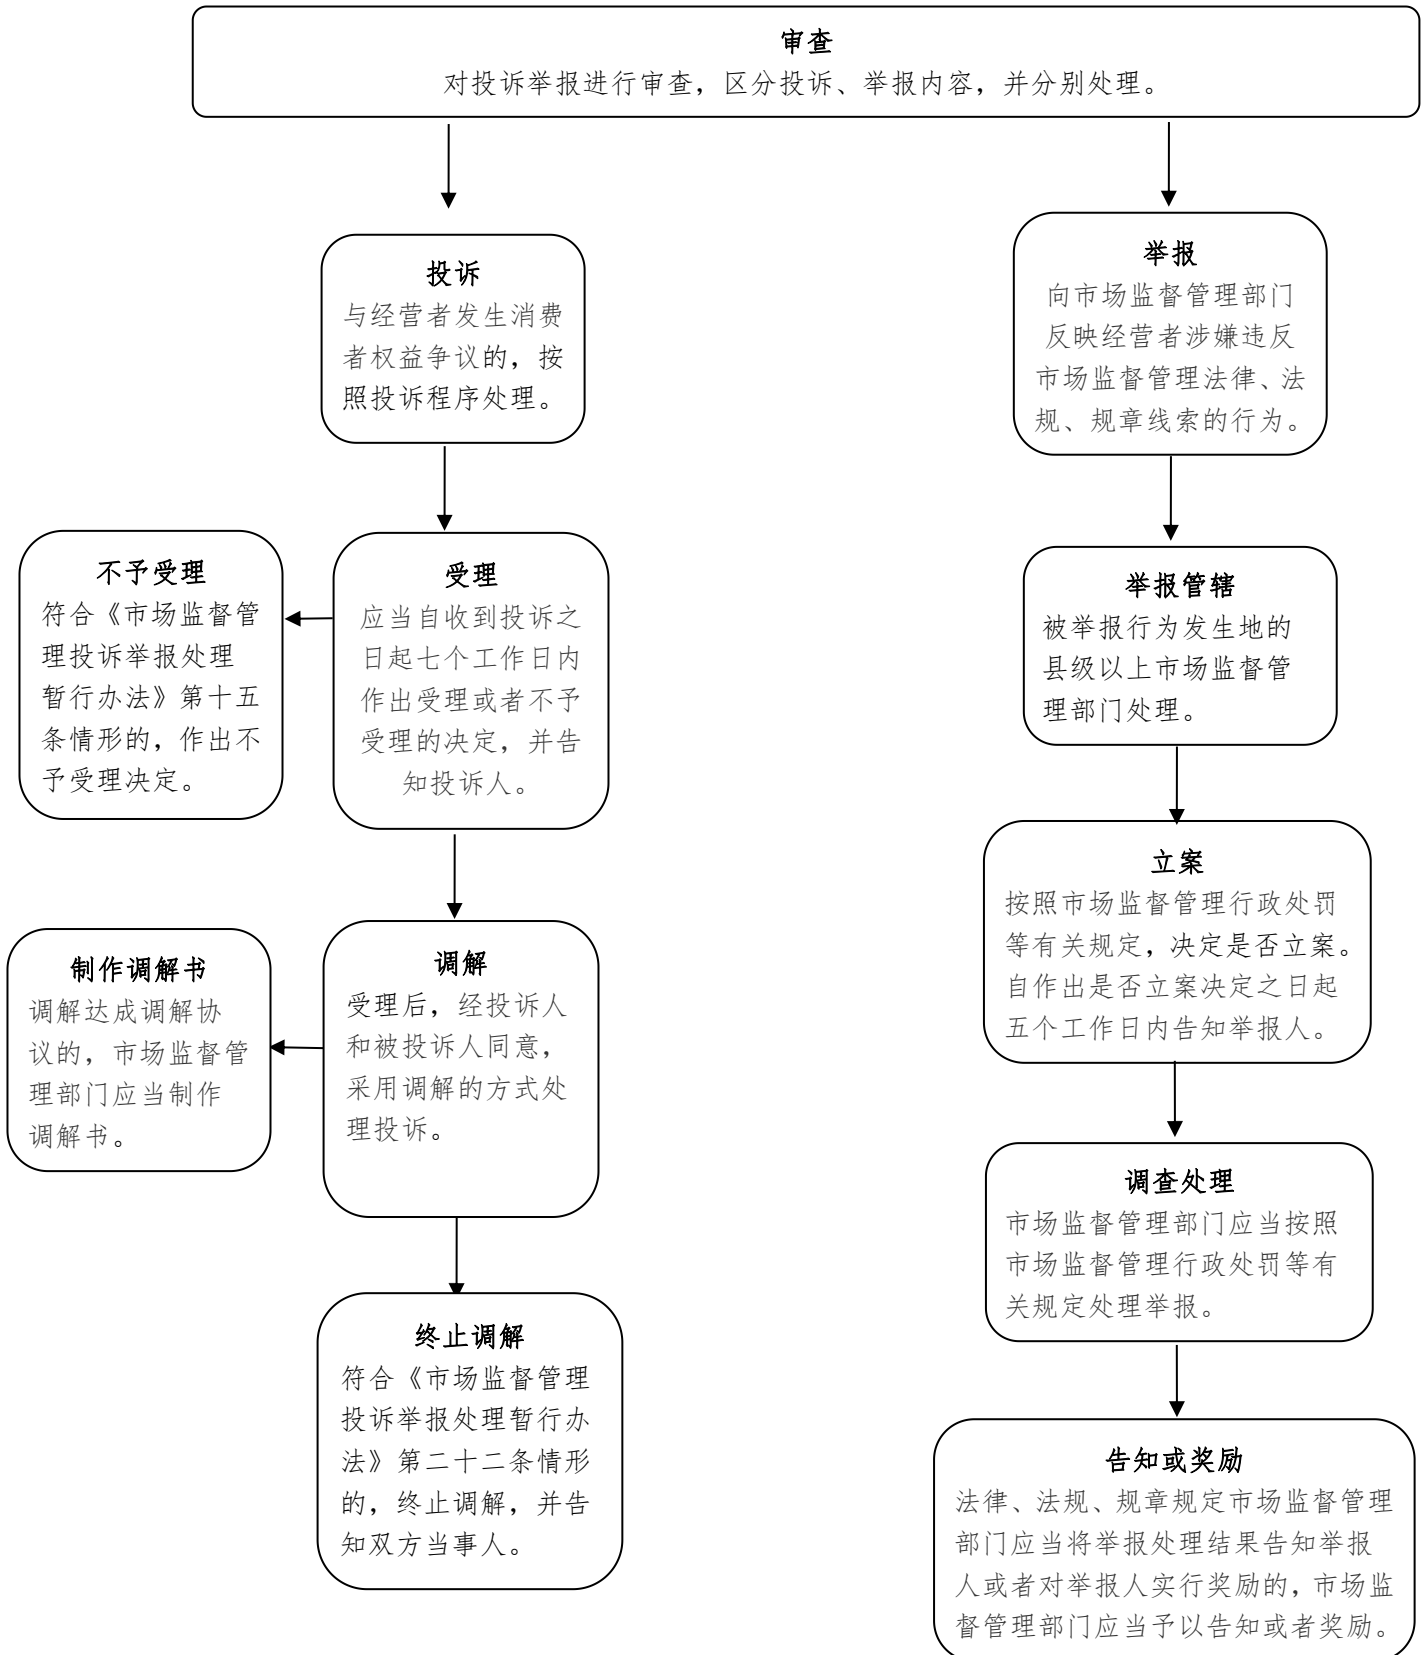 审查
对投诉举报进行审查，区分投诉、举报内容，并分别处理。
投诉
与经营者发生消费
者权益争议的，按
照投诉程序处理。
举报
向市场监督管理部门
反映经营者涉嫌违反
市场监督管理法律、法
规、规章线索的行为。
不予受理
符合《市场监督管
理投诉举报处理
暂行办法》第十五
条情形的，作出不
予受理决定。
受理
应当自收到投诉之
日起七个工作日内
作出受理或者不予
受理的决定，并告
知投诉人。
举报管辖
被举报行为发生地的
县级以上市场监督管
理部门处理。
立案
按照市场监督管理行政处罚
等有关规定，决定是否立案。
自作出是否立案决定之日起
五个工作日内告知举报人。
制作调解书
调解达成调解协
议的，市场监督管
理部门应当制作
调解书。
调解
受理后，经投诉人
和被投诉人同意，
采用调解的方式处
理投诉。
调查处理
市场监督管理部门应当按照
市场监督管理行政处罚等有
关规定处理举报。
终止调解
符合《市场监督管理
投诉举报处理暂行办
法》第二十二条情形
的，终止调解，并告
知双方当事人。
告知或奖励
法律、法规、规章规定市场监督管理
部门应当将举报处理结果告知举报
人或者对举报人实行奖励的，市场监
督管理部门应当予以告知或者奖励。